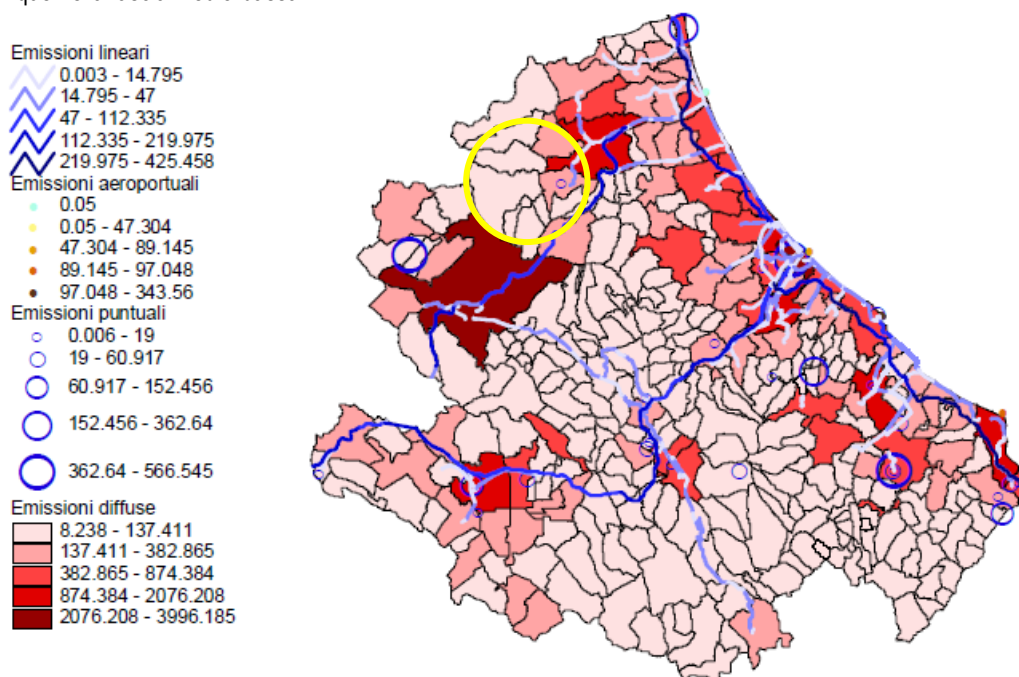 Emissioni lineari
0.003 - 14.795
14.795 - 47
47 - 112.335
112.335 - 219.975
219.975 - 425.458
Emissioni aeroportuali
0.05
0.05 - 47.304
47.304 - 89.145
89.145 - 97.048
97.048 - 343.56
Emissioni puntuali
0.006 - 19
19 - 60.917
60.917 - 152.456
152.456 - 362.64
362.64 - 566.545
Emissioni diffuse
8.238 - 137.411
137.411 - 382.865
382.865 - 874.384
874.384 - 2076.208
2076.208 - 3996.185